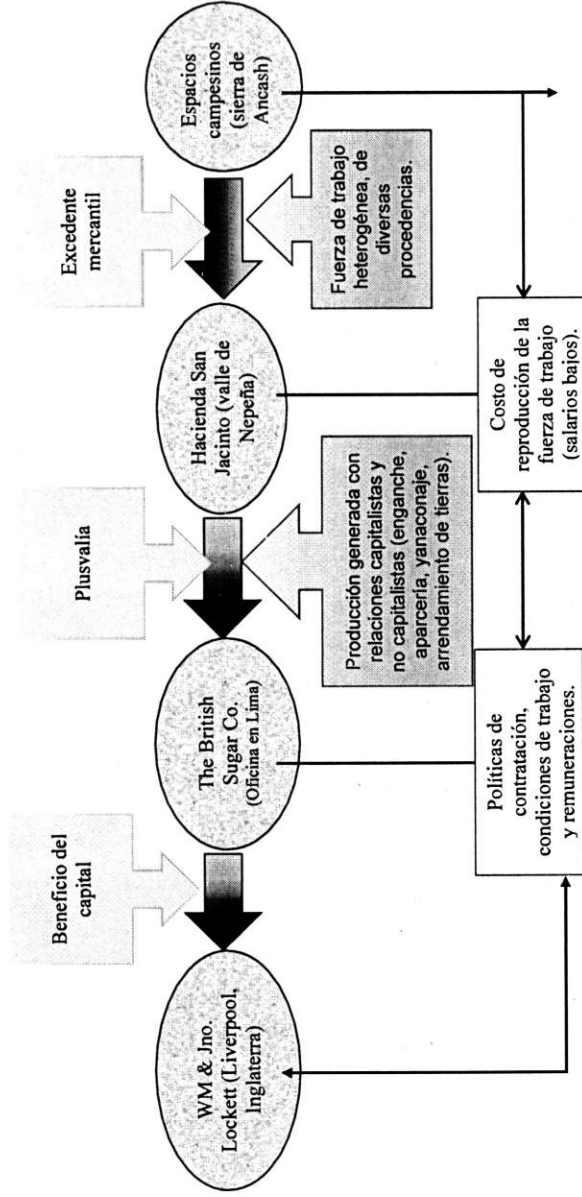 Beneficio del
capital
Plusvalía
Excedente
mercantil
WM & Jno.
Lockett (Liverpool,
Inglaterra)
The British
Sugar Co.
(Oficina en Lima)
Hacienda San
Jacinto (valle de
Nepeña)
Espacios
campesinos
(sierra de
Ancash)
Producción generada con
relaciones capitalistas y
no capitalistas (enganche,
aparcería, yanaconaje,
arrendamiento de tierras).
Fuerza de trabajo
heterogénea, de
diversas
procedencias.
Políticas de
contratación,
condiciones de trabajo
y remuneraciones.
Costo de
reproducción de la
fuerza de trabajo
(salarios bajos).